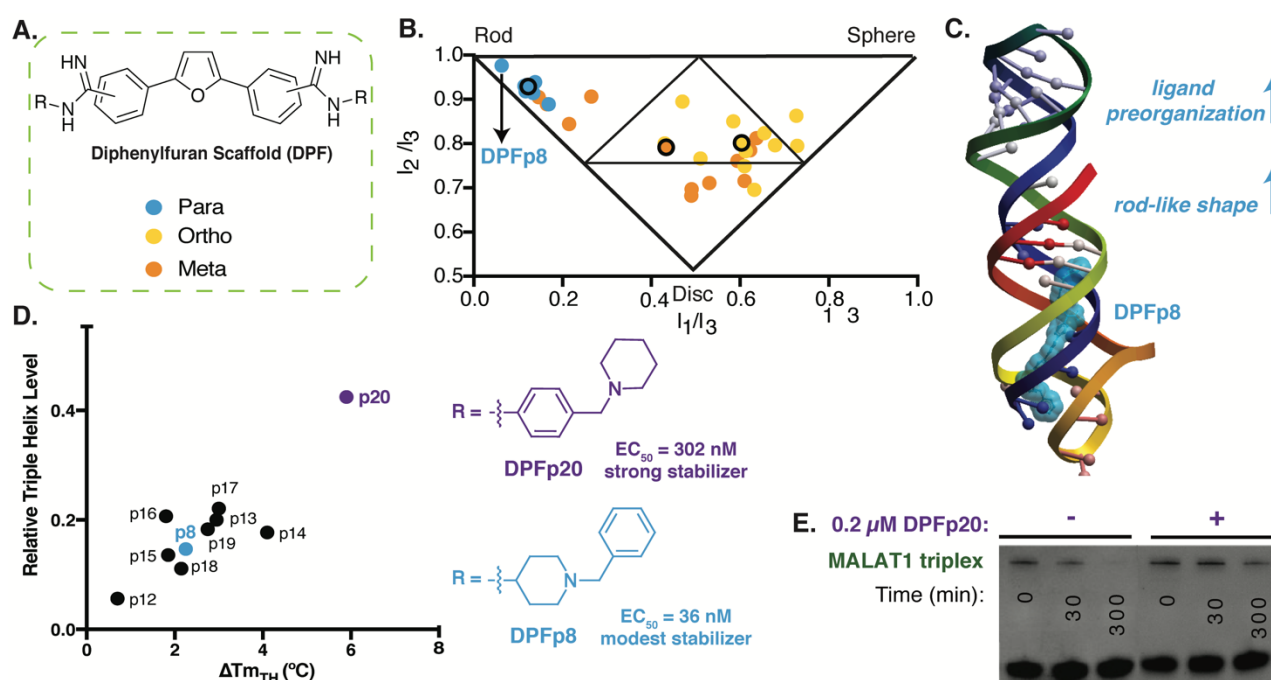 A.
NH
R
N
H
O
NH
N
H
R
Diphenylfuran Scaffold (DPF)
Para
Ortho
Meta
B.
Rod
Sphere
1.0
0.9
0.8
0.7
0.6
0.5
I2/I3
DPFp8
0.0
0.2
0.4
0.6
0.8
1.0
Disc
I1/I3
1 3
C.
ligand
preorganization
rod-like shape
DPFp8
D.
Relative Triple Helix Level
0.4
0.2
0.0
p20
p17
p16
p13
p8
p14
p19
p15
p18
p12
0
2
4
6
8
ΔTmTH (ºC)
R =
N
DPFp20
EC50 = 302 nM
strong stabilizer
R =
N
DPFp8
EC50 = 36 nM
modest stabilizer
E. 0.2 µM DPFp20: - +
MALAT1 triplex
Time (min): 0 30 300 0 30 300